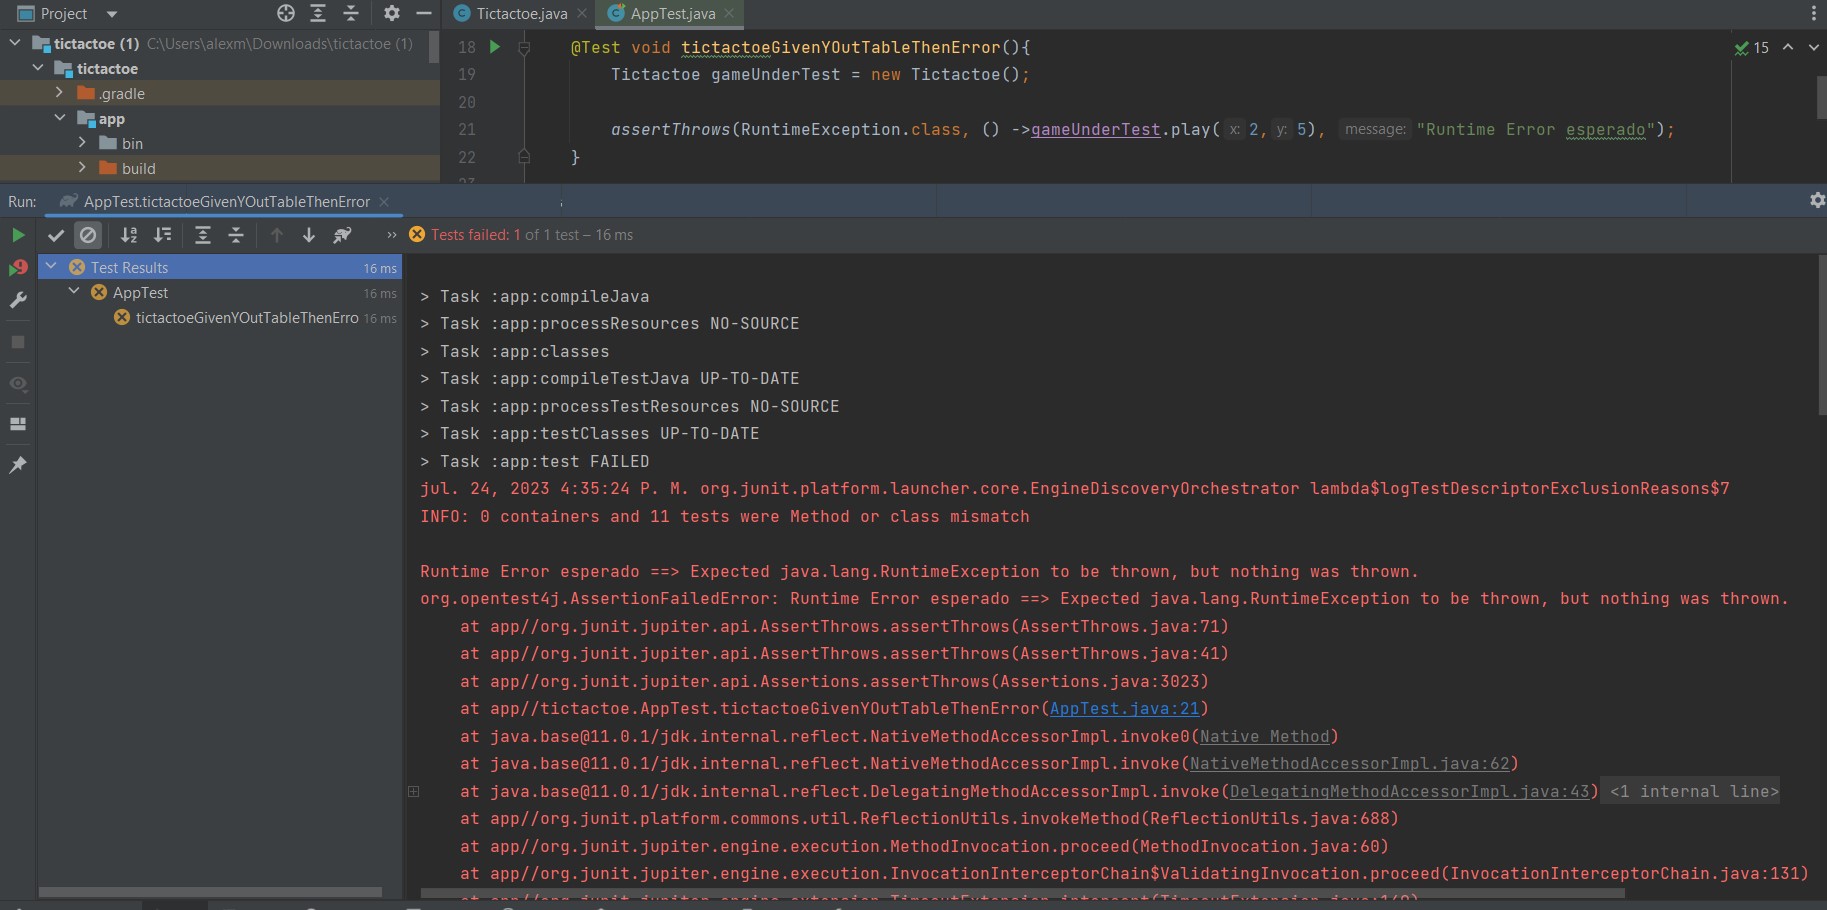 Project
Tictactoe.java
AppTest.java
tictactoe (1) C:\Users\alexm\Downloads\tictactoe (1)
tictactoe
.gradle
app
bin
build
15
18 @Test void tictactoeGivenYOutTableThenError(){
19 Tictactoe gameUnderTest = new Tictactoe();
20
21 assertThrows(RuntimeException.class, () ->gameUnderTest.play( x: 2, y: 5), message: "Runtime Error esperado");
22 }
Run: AppTest.tictactoeGivenYOutTableThenError
Tests failed: 1 of 1 test – 16 ms
Test Results 16 ms
AppTest 16 ms
tictactoeGivenYOutTableThenErro 16 ms
> Task :app:compileJava
> Task :app:processResources NO-SOURCE
> Task :app:classes
> Task :app:compileTestJava UP-TO-DATE
> Task :app:processTestResources NO-SOURCE
> Task :app:testClasses UP-TO-DATE
> Task :app:test FAILED
jul. 24, 2023 4:35:24 P. M. org.junit.platform.launcher.core.EngineDiscoveryOrchestrator lambda$logTestDescriptorExclusionReasons$7
INFO: 0 containers and 11 tests were Method or class mismatch
Runtime Error esperado ==> Expected java.lang.RuntimeException to be thrown, but nothing was thrown.
org.opentest4j.AssertionFailedError: Runtime Error esperado ==> Expected java.lang.RuntimeException to be thrown, but nothing was thrown.
at app//org.junit.jupiter.api.AssertThrows.assertThrows(AssertThrows.java:71)
at app//org.junit.jupiter.api.AssertThrows.assertThrows(AssertThrows.java:41)
at app//org.junit.jupiter.api.Assertions.assertThrows(Assertions.java:3023)
at app//tictactoe.AppTest.tictactoeGivenYOutTableThenError(AppTest.java:21)
at java.base@11.0.1/jdk.internal.reflect.NativeMethodAccessorImpl.invoke0(Native Method)
at java.base@11.0.1/jdk.internal.reflect.NativeMethodAccessorImpl.invoke(NativeMethodAccessorImpl.java:62)
at java.base@11.0.1/jdk.internal.reflect.DelegatingMethodAccessorImpl.invoke(DelegatingMethodAccessorImpl.java:43) <1 internal line>
at app//org.junit.platform.commons.util.ReflectionUtils.invokeMethod(ReflectionUtils.java:688)
at app//org.junit.jupiter.engine.execution.MethodInvocation.proceed(MethodInvocation.java:60)
at app//org.junit.jupiter.engine.execution.InvocationInterceptorChain$ValidatingInvocation.proceed(InvocationInterceptorChain.java:131)